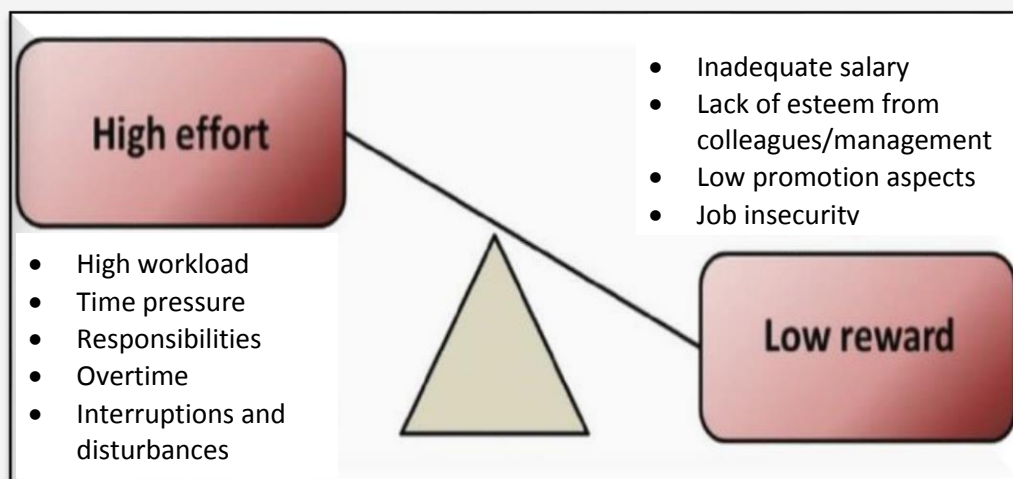 High effort
• High workload
• Time pressure
• Responsibilities
• Overtime
• Interruptions and
disturbances
• Inadequate salary
• Lack of esteem from
colleagues/management
• Low promotion aspects
• Job insecurity
Low reward